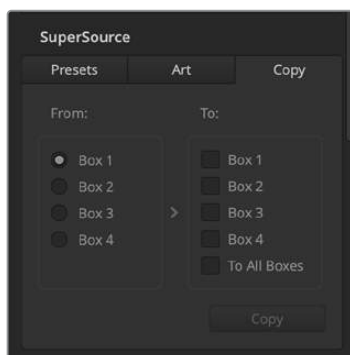 SuperSource
Presets Art Copy
From: To:
Box 1 Box 1
Box 2 Box 2
Box 3 > Box 3
Box 4 Box 4
To All Boxes
Copy